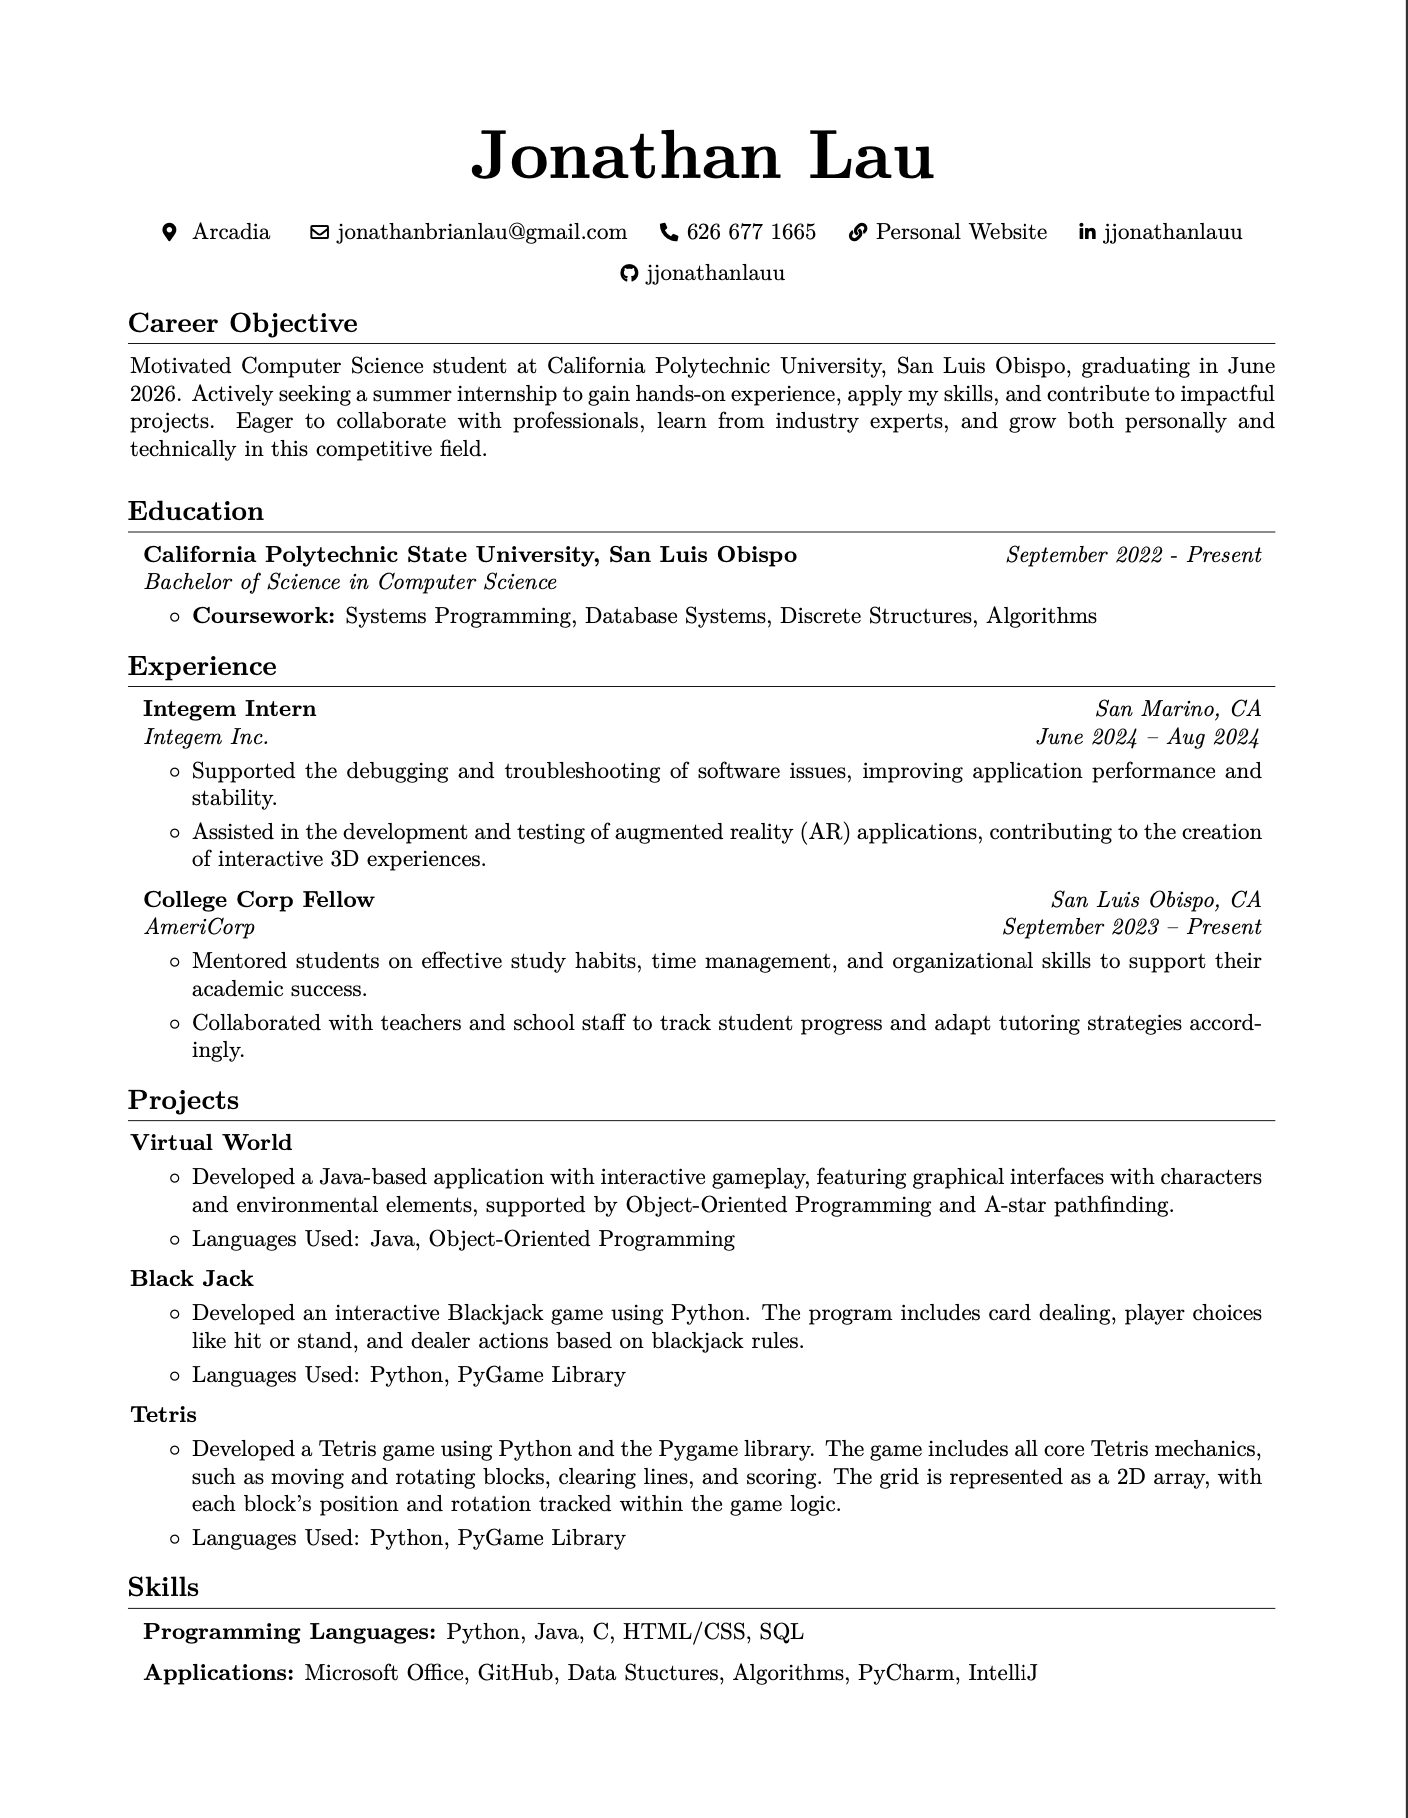 Jonathan Lau
Arcadia jonathanbrianlau@gmail.com 626 677 1665 Personal Website jjonathanlauu
jjonathanlauu
Career Objective
Motivated Computer Science student at California Polytechnic University, San Luis Obispo, graduating in June
2026. Actively seeking a summer internship to gain hands-on experience, apply my skills, and contribute to impactful
projects. Eager to collaborate with professionals, learn from industry experts, and grow both personally and
technically in this competitive field.
Education
California Polytechnic State University, San Luis Obispo September 2022 - Present
Bachelor of Science in Computer Science
◦ Coursework: Systems Programming, Database Systems, Discrete Structures, Algorithms
Experience
Integem Intern San Marino, CA
Integem Inc. June 2024 – Aug 2024
◦ Supported the debugging and troubleshooting of software issues, improving application performance and
stability.
◦ Assisted in the development and testing of augmented reality (AR) applications, contributing to the creation
of interactive 3D experiences.
College Corp Fellow San Luis Obispo, CA
AmeriCorp September 2023 – Present
◦ Mentored students on effective study habits, time management, and organizational skills to support their
academic success.
◦ Collaborated with teachers and school staff to track student progress and adapt tutoring strategies accord-
ingly.
Projects
Virtual World
◦ Developed a Java-based application with interactive gameplay, featuring graphical interfaces with characters
and environmental elements, supported by Object-Oriented Programming and A-star pathfinding.
◦ Languages Used: Java, Object-Oriented Programming
Black Jack
◦ Developed an interactive Blackjack game using Python. The program includes card dealing, player choices
like hit or stand, and dealer actions based on blackjack rules.
◦ Languages Used: Python, PyGame Library
Tetris
◦ Developed a Tetris game using Python and the Pygame library. The game includes all core Tetris mechanics,
such as moving and rotating blocks, clearing lines, and scoring. The grid is represented as a 2D array, with
each block's position and rotation tracked within the game logic.
◦ Languages Used: Python, PyGame Library
Skills
Programming Languages: Python, Java, C, HTML/CSS, SQL
Applications: Microsoft Office, GitHub, Data Stuctures, Algorithms, PyCharm, IntelliJ